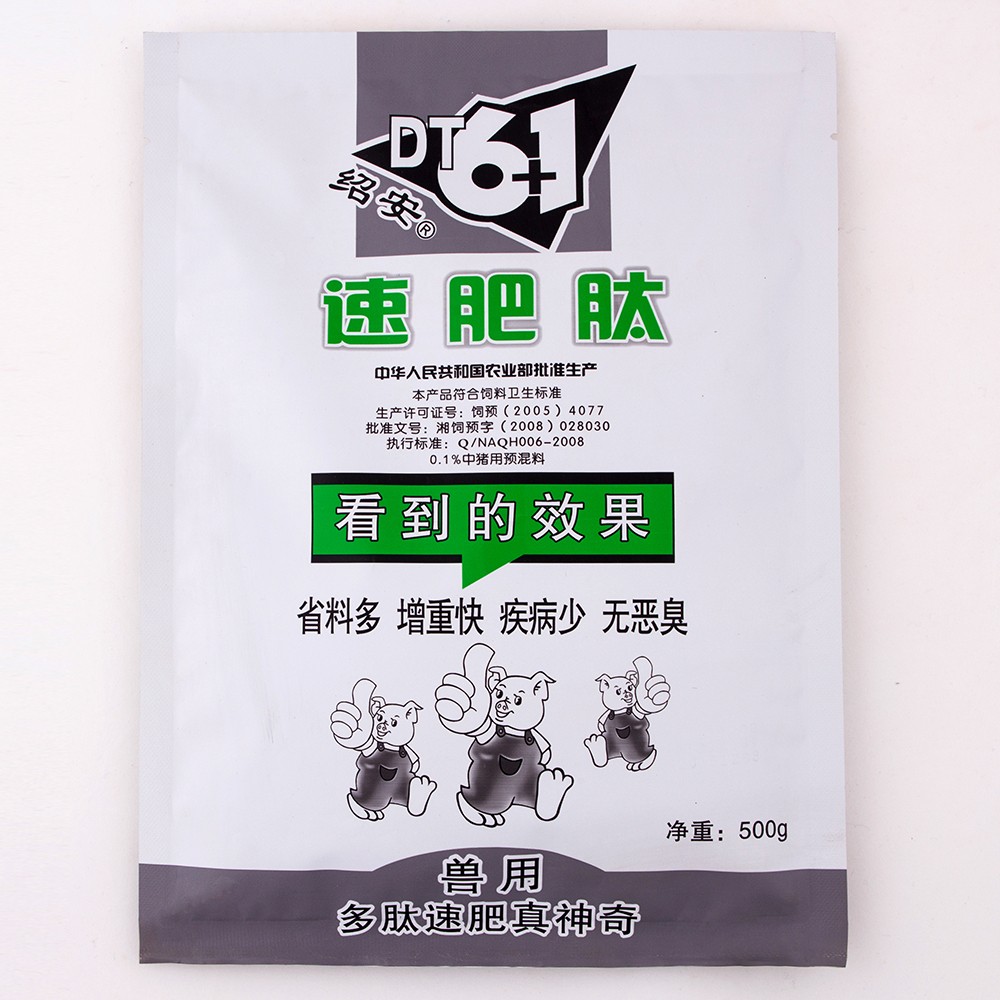 DT6+1
绍安®
速肥肽
中华人民共和国农业部批准生产
本产品符合饲料卫生标准
生产许可证号：饲预（2005）4077
批准文号：湘饲预字（2008）028030
执行标准：Q/NAQH006-2008
0.1%中猪用预混料
看到的效果
省料多 增重快 疾病少 无恶臭
净重：500g
兽用
多肽速肥真神奇